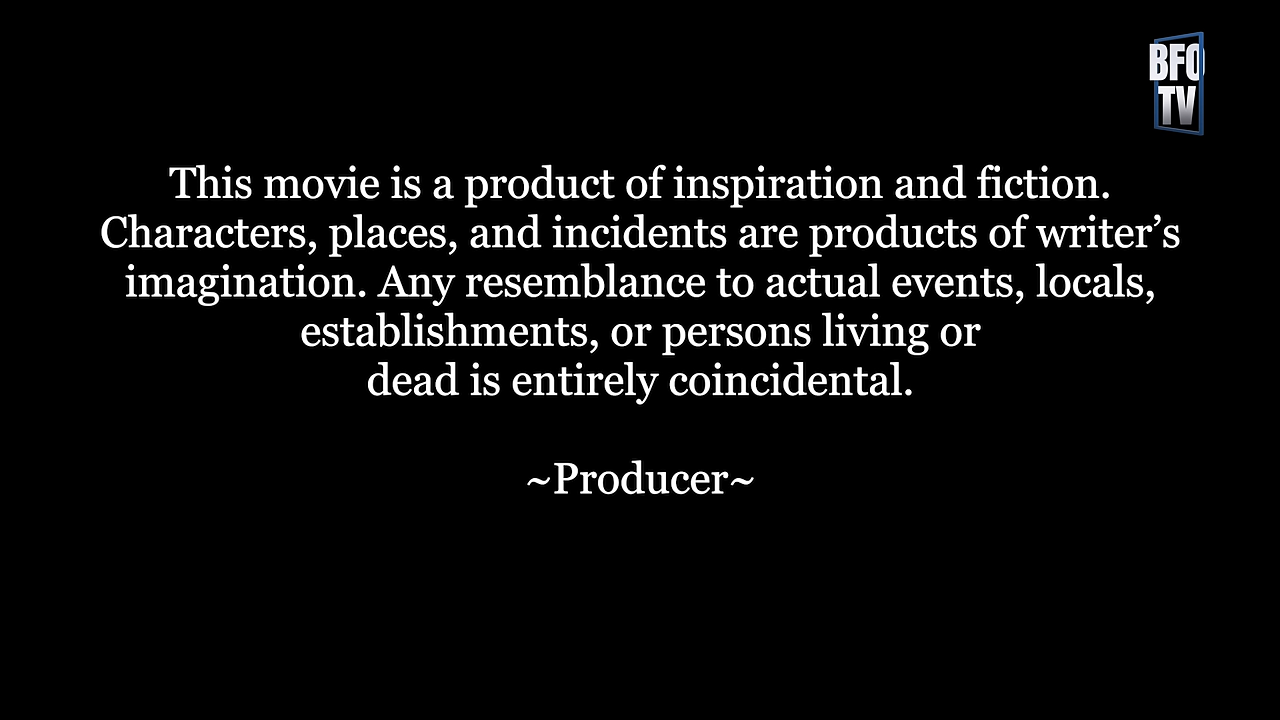 BFO
TV
This movie is a product of inspiration and fiction.
Characters, places, and incidents are products of writer’s
imagination. Any resemblance to actual events, locals,
establishments, or persons living or
dead is entirely coincidental.
~Producer~